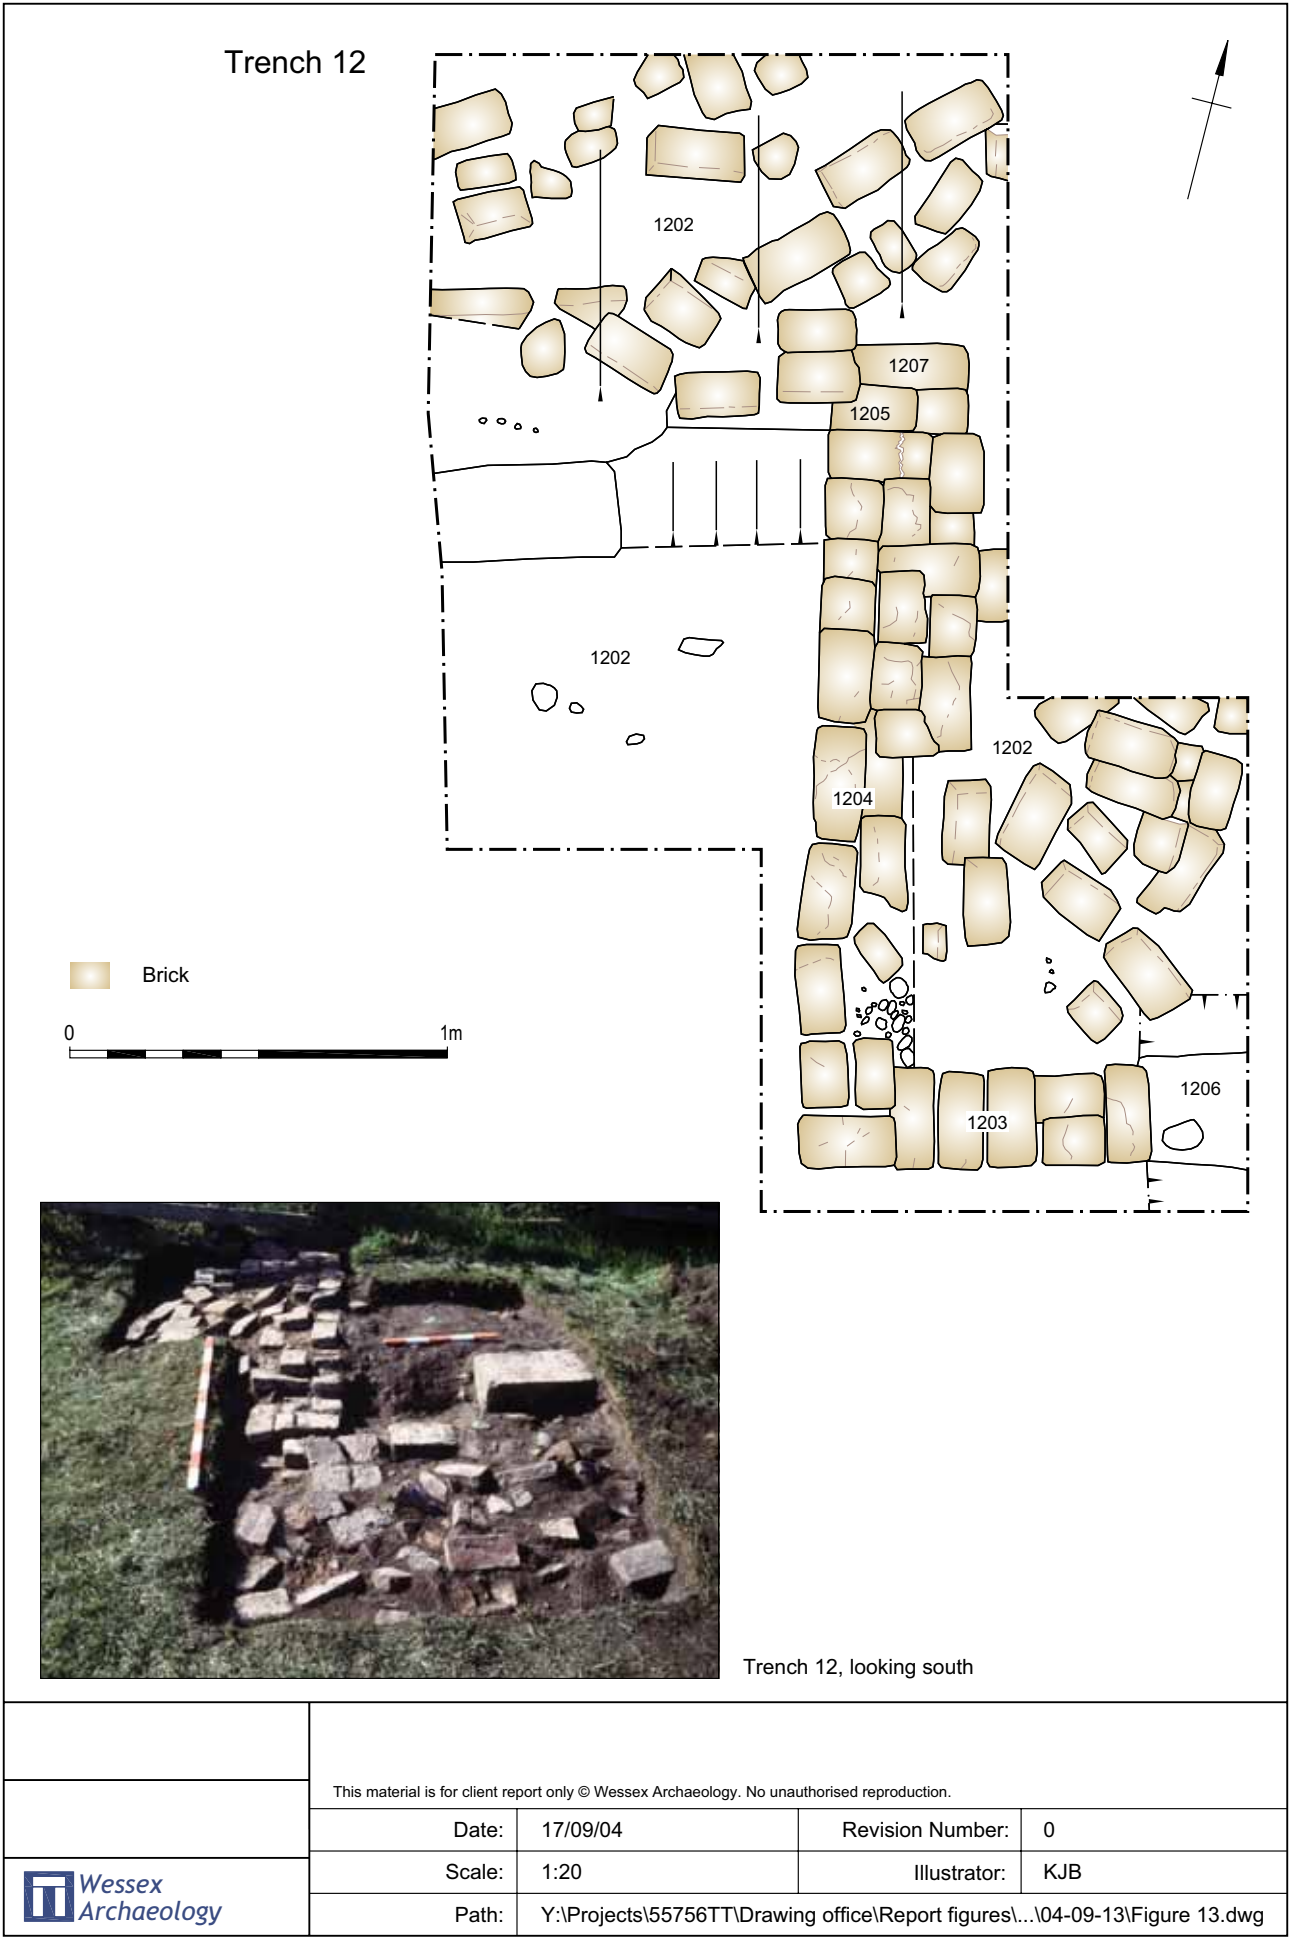 Trench 12
1202
1207
1205
1202
1202
1204
Brick
0 1m
1206
1203
Trench 12, looking south
This material is for client report only © Wessex Archaeology. No unauthorised reproduction.
Date: 17/09/04 Revision Number: 0
Scale: 1:20 Illustrator: KJB
Path: Y:\Projects\55756TT\Drawing office\Report figures\...\04-09-13\Figure 13.dwg
Wessex
Archaeology